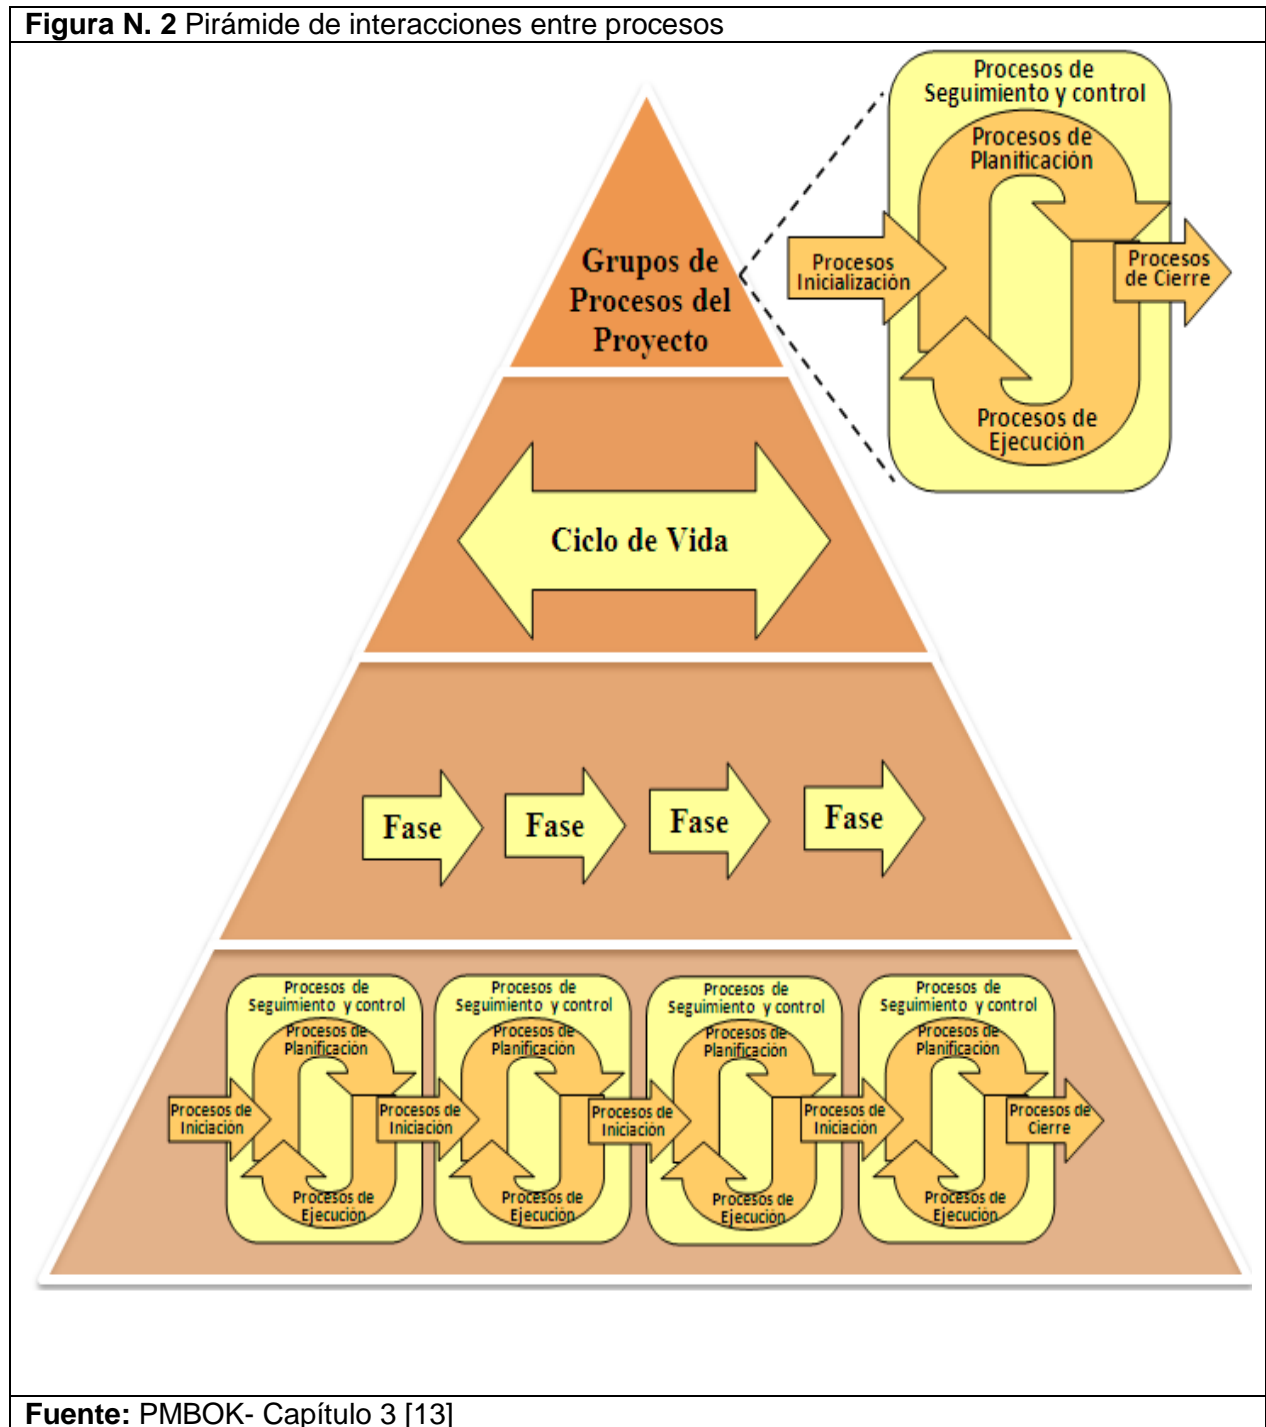 Figura N. 2 Pirámide de interacciones entre procesos
Procesos de
Seguimiento y control
Procesos de
Planificación
Procesos
Inicialización
Procesos
de Cierre
Procesos de
Ejecución
Grupos de
Procesos del
Proyecto
Ciclo de Vida
Fase
Fase
Fase
Fase
Procesos de
Seguimiento y control
Procesos de
Planificación
Procesos de
Iniciación
Procesos de
Ejecución
Procesos de
Seguimiento y control
Procesos de
Planificación
Procesos de
Iniciación
Procesos de
Ejecución
Procesos de
Seguimiento y control
Procesos de
Planificación
Procesos de
Iniciación
Procesos de
Ejecución
Procesos de
Seguimiento y control
Procesos de
Planificación
Procesos de
Iniciación
Procesos de
Ejecución
Procesos de
Cierre
Fuente: PMBOK- Capítulo 3 [13]